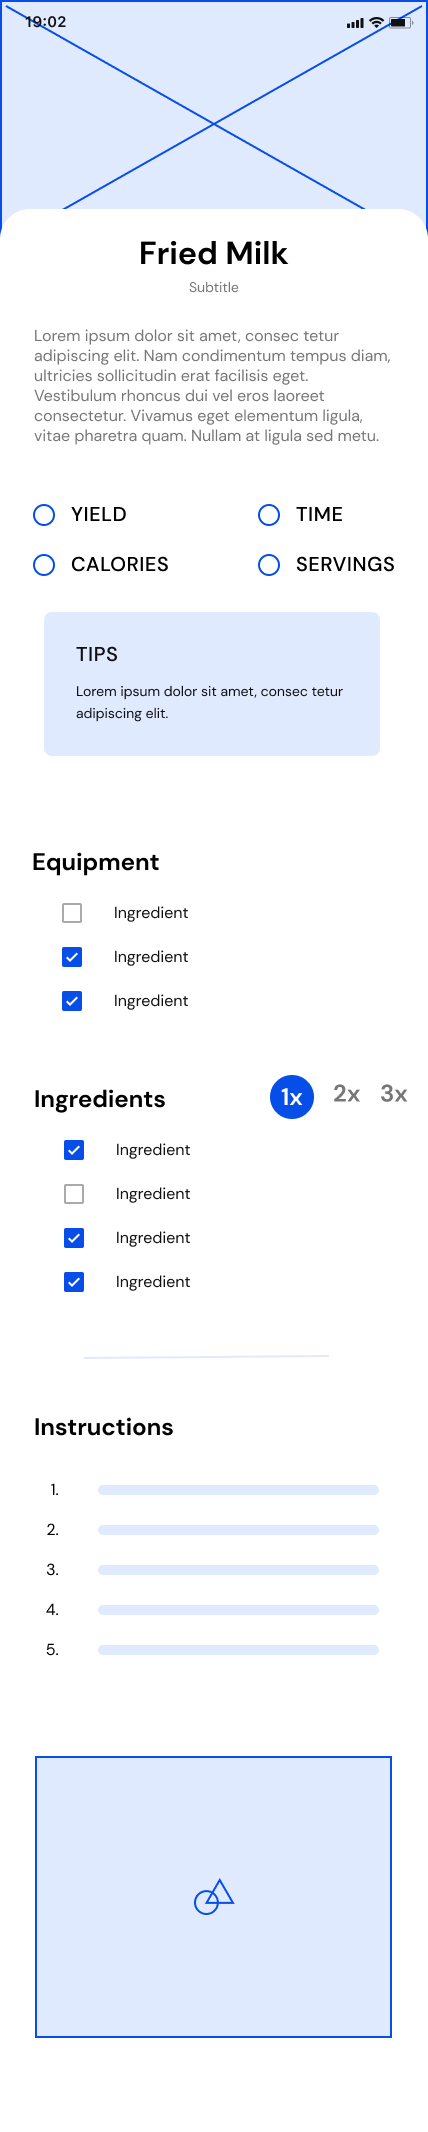 19:02
Fried Milk
Subtitle
Lorem ipsum dolor sit amet, consec tetur
adipiscing elit. Nam condimentum tempus diam,
ultricies sollicitudin erat facilisis eget.
Vestibulum rhoncus dui vel eros laoreet
consectetur. Vivamus eget elementum ligula,
vitae pharetra quam. Nullam at ligula sed metu.
YIELD
TIME
CALORIES
SERVINGS
TIPS
Lorem ipsum dolor sit amet, consec tetur
adipiscing elit.
Equipment
Ingredient
Ingredient
Ingredient
Ingredients
1x 2x 3x
Ingredient
Ingredient
Ingredient
Ingredient
Instructions
1.
2.
3.
4.
5.